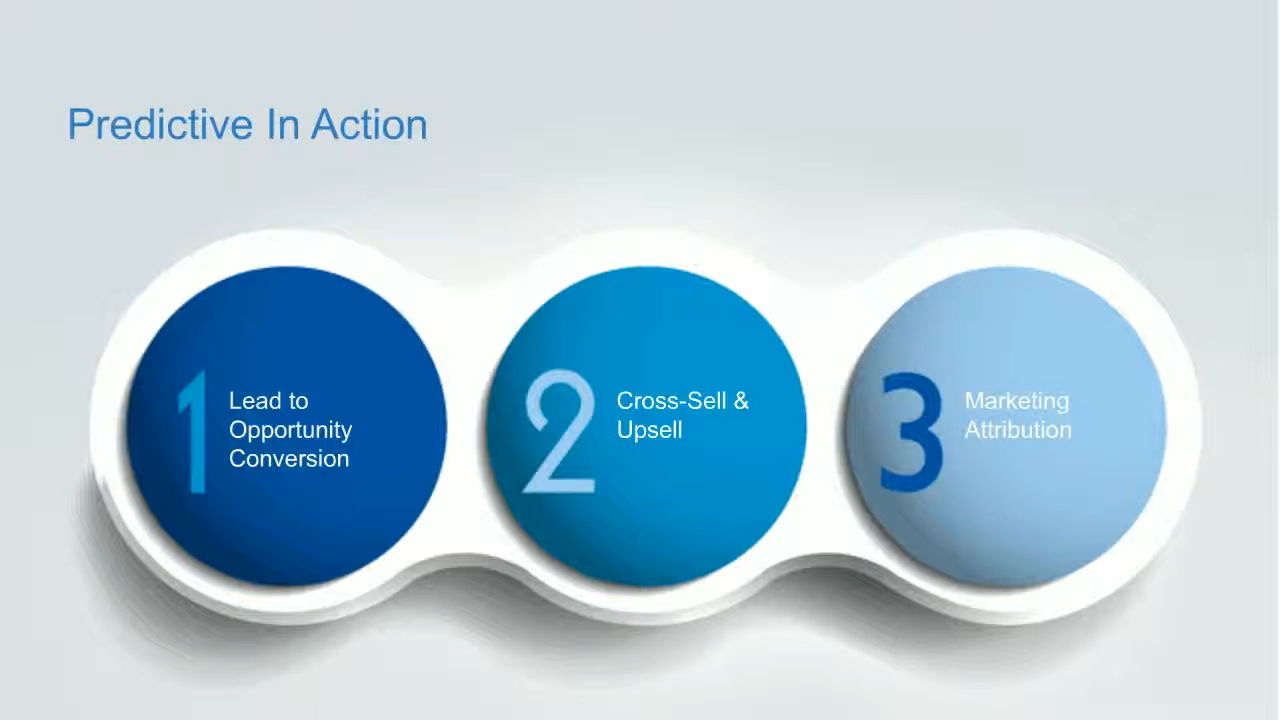 Predictive In Action
1
Lead to
Opportunity
Conversion
2
Cross-Sell &
Upsell
3
Marketing
Attribution